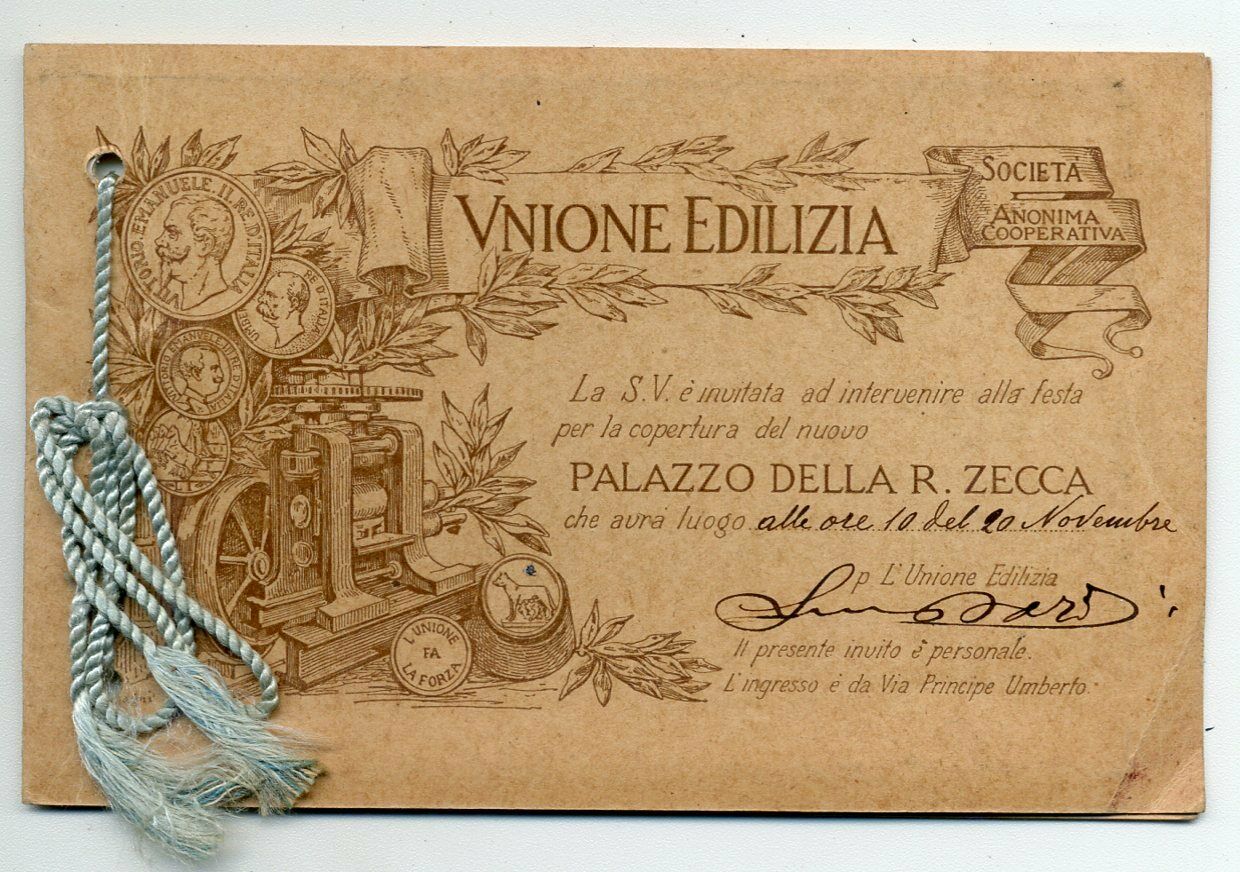 VITTORIO. EMANUELE. II. RE. D'ITALIA
RE D'ITALIA
VNIONE EDILIZIA
SOCIETÀ
ANONIMA
COOPERATIVA
La S.V. è invitata ad intervenire alla festa
per la copertura del nuovo
PALAZZO DELLA R. ZECCA
che avrà luogo alle ore 10 del 20 Novembre
p L'Unione Edilizia
Il presente invito è personale.
L'ingresso è da Via Principe Umberto.
L'UNIONE
FA
LA FORZA